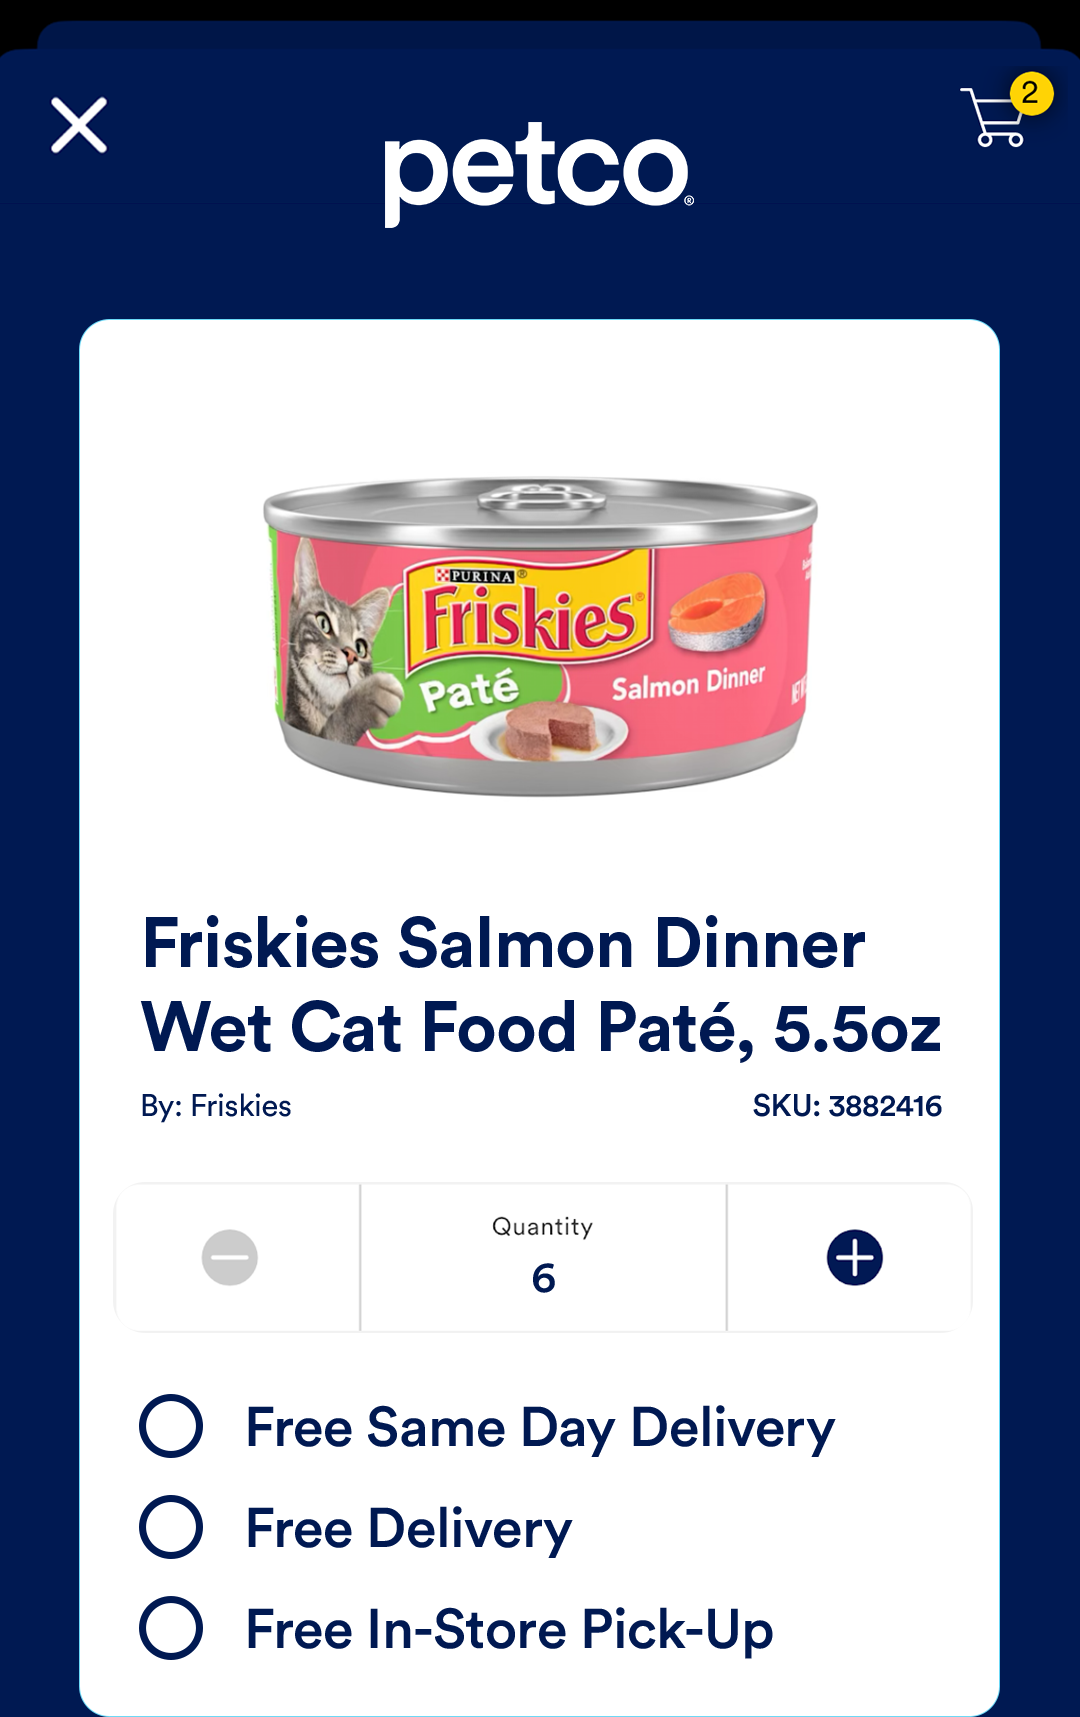 2
petco®
PURINA®
Friskies®
Paté
Salmon Dinner
Friskies Salmon Dinner
Wet Cat Food Paté, 5.5oz
By: Friskies
SKU: 3882416
Quantity
6
Free Same Day Delivery
Free Delivery
Free In-Store Pick-Up